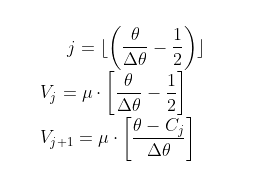 j = ⌊(θ/Δθ − 1/2)⌋
V_j = μ · [θ/Δθ − 1/2]
V_{j+1} = μ · [(θ − C_j)/Δθ]